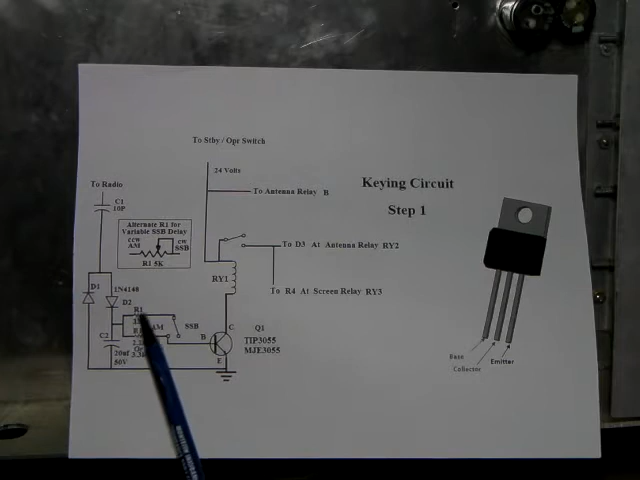 To Stby / Opr Switch
24 Volts
To Radio
To Antenna Relay B
Keying Circuit
Step 1
C1
10P
Alternate R1 for
Variable SSB Delay
ccw
cw
AM
SSB
R1 5K
To D3 At Antenna Relay RY2
RY1
To R4 At Screen Relay RY3
D1
1N4148
D2
R1
SSB
AM
C2
20uf
50V
B
C
E
Q1
TIP3055
MJE3055
Base
Collector
Emitter